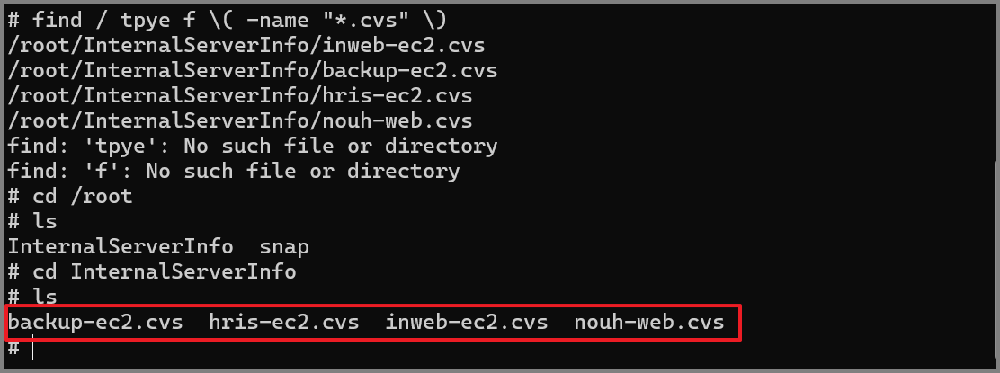 # find / tpye f \( -name "*.cvs" \)
/root/InternalServerInfo/inweb-ec2.cvs
/root/InternalServerInfo/backup-ec2.cvs
/root/InternalServerInfo/hris-ec2.cvs
/root/InternalServerInfo/nouh-web.cvs
find: 'tpye': No such file or directory
find: 'f': No such file or directory
# cd /root
# ls
InternalServerInfo  snap
# cd InternalServerInfo
# ls
backup-ec2.cvs  hris-ec2.cvs  inweb-ec2.cvs  nouh-web.cvs
#